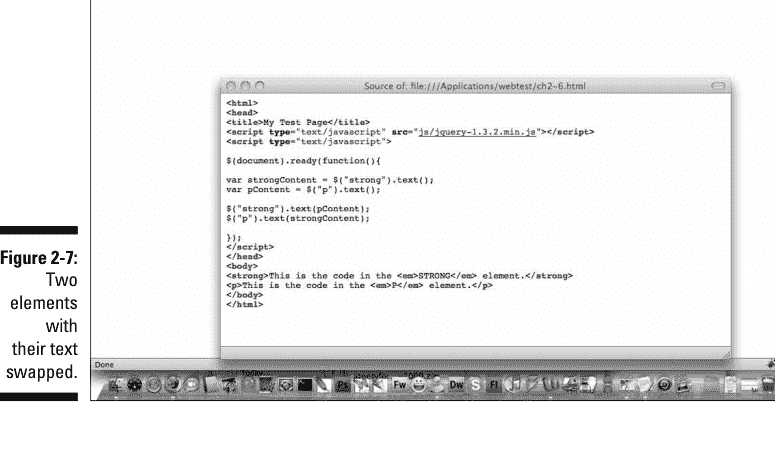 Source of: file:///Applications/webtest/ch2-6.html
<html>
<head>
<title>My Test Page</title>
<script type="text/javascript" src="js/jquery-1.3.2.min.js"></script>
<script type="text/javascript">
$(document).ready(function(){
var strongContent = $("strong").text();
var pContent = $("p").text();
$("strong").text(pContent);
$("p").text(strongContent);
});
</script>
</head>
<body>
<strong>This is the code in the <em>STRONG</em> element.</strong>
<p>This is the code in the <em>P</em> element.</p>
</body>
</html>
Figure 2-7:
Two
elements
with
their text
swapped.
Done
Ps
Fw
Dw
S
Fl